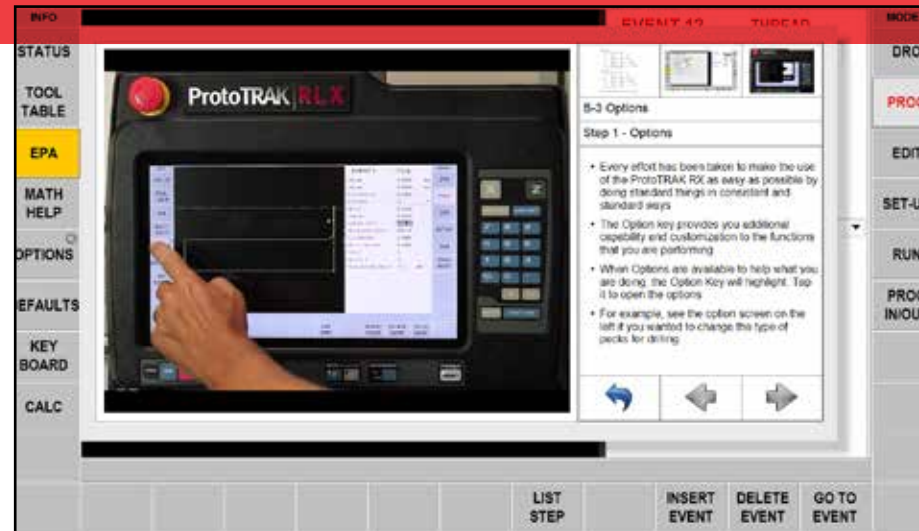 INFO
STATUS
TOOL
TABLE
EPA
MATH
HELP
OPTIONS
DEFAULTS
KEY
BOARD
CALC
EVENT 12 THREAD
ProtoTRAK RLX
5-3 Options
Step 1 - Options
• Every effort has been taken to make the use
of the ProtoTRAK RX as easy as possible by
doing standard things in consistent and
standard ways
• The Option key provides you additional
capability and customization to the functions
that you are performing
• When Options are available to help what you
are doing, the Option Key will highlight. Tap
it to open the options
• For example, see the option screen on the
left if you wanted to change the type of
pecks for drilling
MODE
DRO
PROG
EDIT
SET-U
RUN
PROG
IN/OU
LIST
STEP
INSERT
EVENT
DELETE
EVENT
GO TO
EVENT